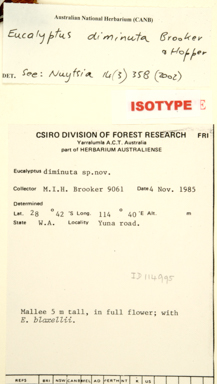 Australian National Herbarium (CANB)
Eucalyptus diminuta Brooker
& Hopper
DET. See: Nuytsia 14(3) 358 (2002)
ISOTYPE
CSIRO DIVISION OF FOREST RESEARCH FRI
Yarralumla A.C.T. Australia
part of HERBARIUM AUSTRALIENSE
Eucalyptus diminuta sp.nov.
Collector M.I.H. Brooker 9061 Date 4 Nov. 1985
Determined
Lat. 28 ° 42 'S Long. 114 ° 40 'E Alt. m
State W.A. Locality Yuna road.
ID 114995
Mallee 5 m tall, in full flower; with
E. blaxellii.
REPS BRI NSW CANB MEL AD PERTH NT K US